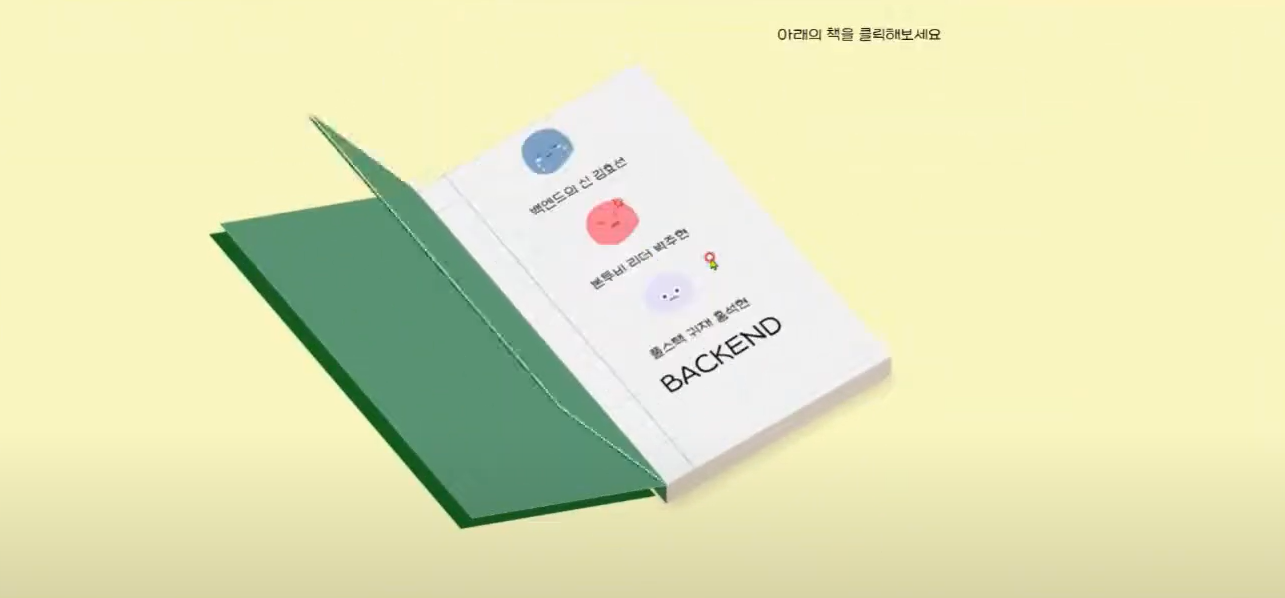 아래의 책을 클릭해보세요
백엔드의 신 김효선
본투비 리더 박주현
풀스택 귀재 홍석현
BACKEND